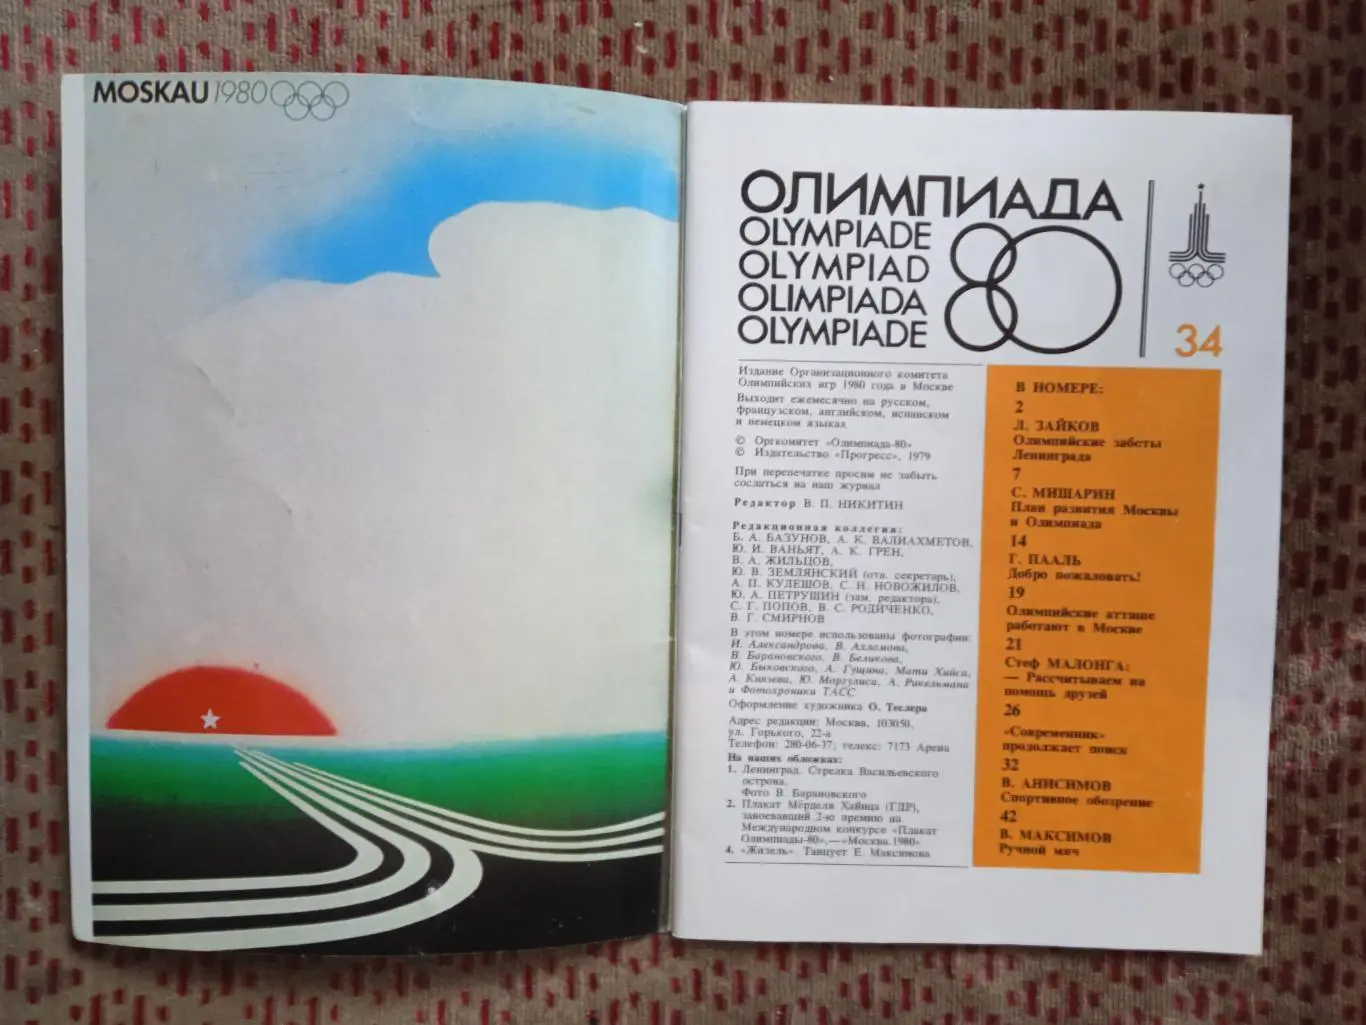 MOSKAU 1980
ОЛИМПИАДА
OLYMPIADE
OLYMPIAD
OLIMPIADA
OLYMPIADE
80
34
Издание Организационного комитета
Олимпийских игр 1980 года в Москве
Выходит ежемесячно на русском,
французском, английском, испанском
и немецком языках
© Оргкомитет «Олимпиада-80»
© Издательство «Прогресс», 1979
При перепечатке просим не забыть
сослаться на наш журнал
Редактор В. П. НИКИТИН
Редакционная коллегия:
Б. А. БАЗУНОВ, А. К. ВАЛИАХМЕТОВ,
Ю. И. ВАНЬЯТ, А. К. ГРЕН,
В. А. ЖИЛЬЦОВ,
Ю. В. ЗЕМЛЯНСКИЙ (отв. секретарь),
А. П. КУЛЕШОВ, С. Н. НОВОЖИЛОВ,
Ю. А. ПЕТРУШИН (зам. редактора),
С. Г. ПОПОВ, В. С. РОДИЧЕНКО,
В. Г. СМИРНОВ
В этом номере использованы фотографии:
И. Александрова, В. Ахломова,
В. Барановского, В. Беликова,
Ю. Быковского, А. Гущина, Мати Хийса,
А. Князева, Ю. Моргулиса, А. Рикельмана
и Фотохроники ТАСС
Оформление художника О. Теслера
Адрес редакции: Москва, 103050,
ул. Горького, 22-а
Телефон: 280-06-37; телекс: 7173 Арена
На наших обложках:
1. Ленинград. Стрелка Васильевского
острова.
Фото В. Барановского
2. Плакат Мёрделя Хайнца (ГДР),
завоевавший 2-ю премию на
Международном конкурсе «Плакат
Олимпиады-80»,—«Москва.1980»
4. «Жизель». Танцует Е. Максимова
В НОМЕРЕ:
2
Л. ЗАЙКОВ
Олимпийские заботы
Ленинграда
7
С. МИШАРИН
План развития Москвы
и Олимпиада
14
Г. ПААЛЬ
Добро пожаловать!
19
Олимпийские атташе
работают в Москве
21
Стеф МАЛОНГА:
— Рассчитываем на
помощь друзей
26
«Современник»
продолжает поиск
32
В. АНИСИМОВ
Спортивное обозрение
42
В. МАКСИМОВ
Ручной мяч